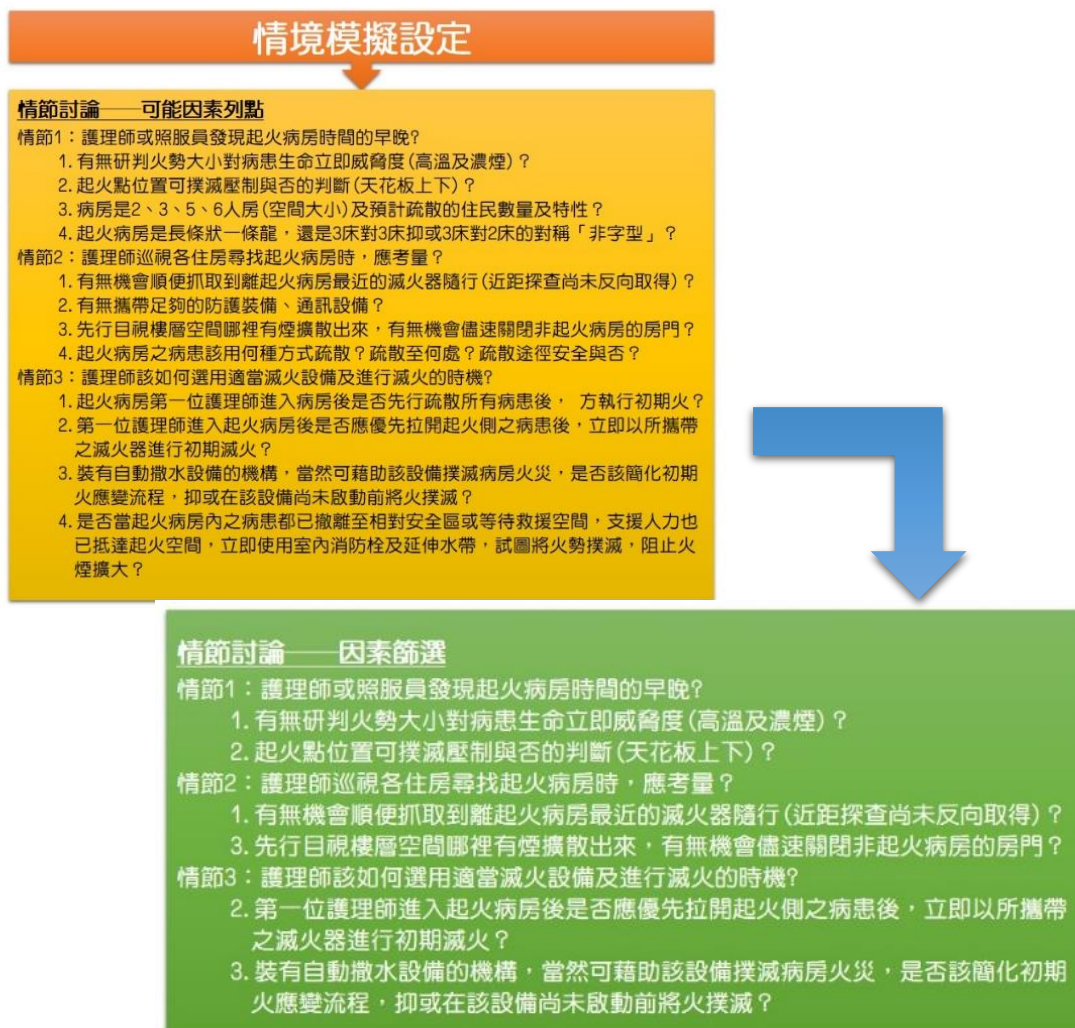 情境模擬設定
情節討論——可能因素列點
情節1：護理師或照服員發現起火病房時間的早晚?
1.有無研判火勢大小對病患生命立即威脅度(高溫及濃煙)？
2.起火點位置可撲滅壓制與否的判斷(天花板上下)？
3.病房是2、3、5、6人房(空間大小)及預計疏散的住民數量及特性？
4.起火病房是長條狀一條龍，還是3床對3床抑或3床對2床的對稱「非字型」？
情節2：護理師巡視各住房尋找起火病房時，應考量？
1.有無機會順便抓取到離起火病房最近的滅火器隨行(近距探查尚未反向取得)？
2.有無攜帶足夠的防護裝備、通訊設備？
3.先行目視樓層空間哪裡有煙擴散出來，有無機會儘速關閉非起火病房的房門？
4.起火病房之病患該用何種方式疏散？疏散至何處？疏散途徑安全與否？
情節3：護理師該如何選用適當滅火設備及進行滅火的時機?
1.起火病房第一位護理師進入病房後是否先行疏散所有病患後， 方執行初期火？
2.第一位護理師進入起火病房後是否應優先拉開起火側之病患後，立即以所攜帶
之滅火器進行初期滅火？
3.裝有自動撒水設備的機構，當然可藉助該設備撲滅病房火災，是否該簡化初期
火應變流程，抑或在該設備尚未啟動前將火撲滅？
4.是否當起火病房內之病患都已撤離至相對安全區或等待救援空間，支援人力也
已抵達起火空間，立即使用室內消防栓及延伸水帶，試圖將火勢撲滅，阻止火
煙擴大？
情節討論——因素篩選
情節1：護理師或照服員發現起火病房時間的早晚?
1.有無研判火勢大小對病患生命立即威脅度(高溫及濃煙)？
2.起火點位置可撲滅壓制與否的判斷(天花板上下)？
情節2：護理師巡視各住房尋找起火病房時，應考量？
1.有無機會順便抓取到離起火病房最近的滅火器隨行(近距探查尚未反向取得)？
3.先行目視樓層空間哪裡有煙擴散出來，有無機會儘速關閉非起火病房的房門？
情節3：護理師該如何選用適當滅火設備及進行滅火的時機?
2.第一位護理師進入起火病房後是否應優先拉開起火側之病患後，立即以所攜帶
之滅火器進行初期滅火？
3.裝有自動撒水設備的機構，當然可藉助該設備撲滅病房火災，是否該簡化初期
火應變流程，抑或在該設備尚未啟動前將火撲滅？